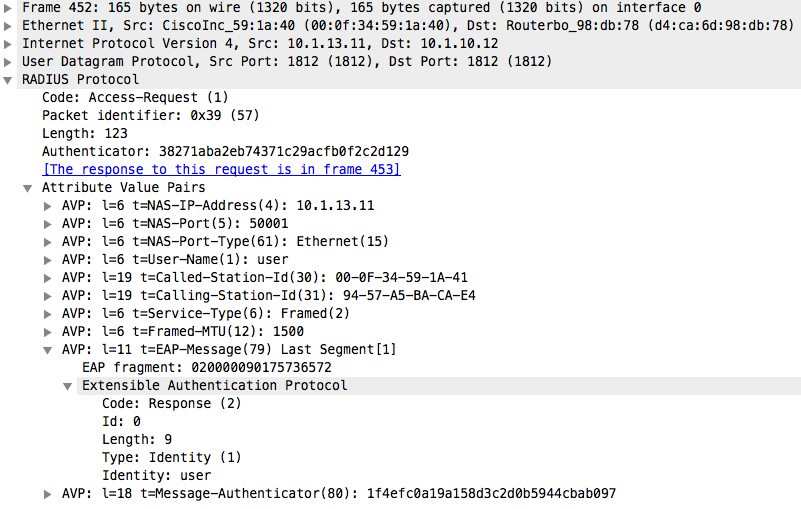 Frame 452: 165 bytes on wire (1320 bits), 165 bytes captured (1320 bits) on interface 0
Ethernet II, Src: CiscoInc_59:1a:40 (00:0f:34:59:1a:40), Dst: Routerbo_98:db:78 (d4:ca:6d:98:db:78)
Internet Protocol Version 4, Src: 10.1.13.11, Dst: 10.1.10.12
User Datagram Protocol, Src Port: 1812 (1812), Dst Port: 1812 (1812)
RADIUS Protocol
Code: Access-Request (1)
Packet identifier: 0x39 (57)
Length: 123
Authenticator: 38271aba2eb74371c29acfb0f2c2d129
[The response to this request is in frame 453]
Attribute Value Pairs
AVP: l=6 t=NAS-IP-Address(4): 10.1.13.11
AVP: l=6 t=NAS-Port(5): 50001
AVP: l=6 t=NAS-Port-Type(61): Ethernet(15)
AVP: l=6 t=User-Name(1): user
AVP: l=19 t=Called-Station-Id(30): 00-0F-34-59-1A-41
AVP: l=19 t=Calling-Station-Id(31): 94-57-A5-BA-CA-E4
AVP: l=6 t=Service-Type(6): Framed(2)
AVP: l=6 t=Framed-MTU(12): 1500
AVP: l=11 t=EAP-Message(79) Last Segment[1]
EAP fragment: 020000090175736572
Extensible Authentication Protocol
Code: Response (2)
Id: 0
Length: 9
Type: Identity (1)
Identity: user
AVP: l=18 t=Message-Authenticator(80): 1f4efc0a19a158d3c2d0b5944cbab097